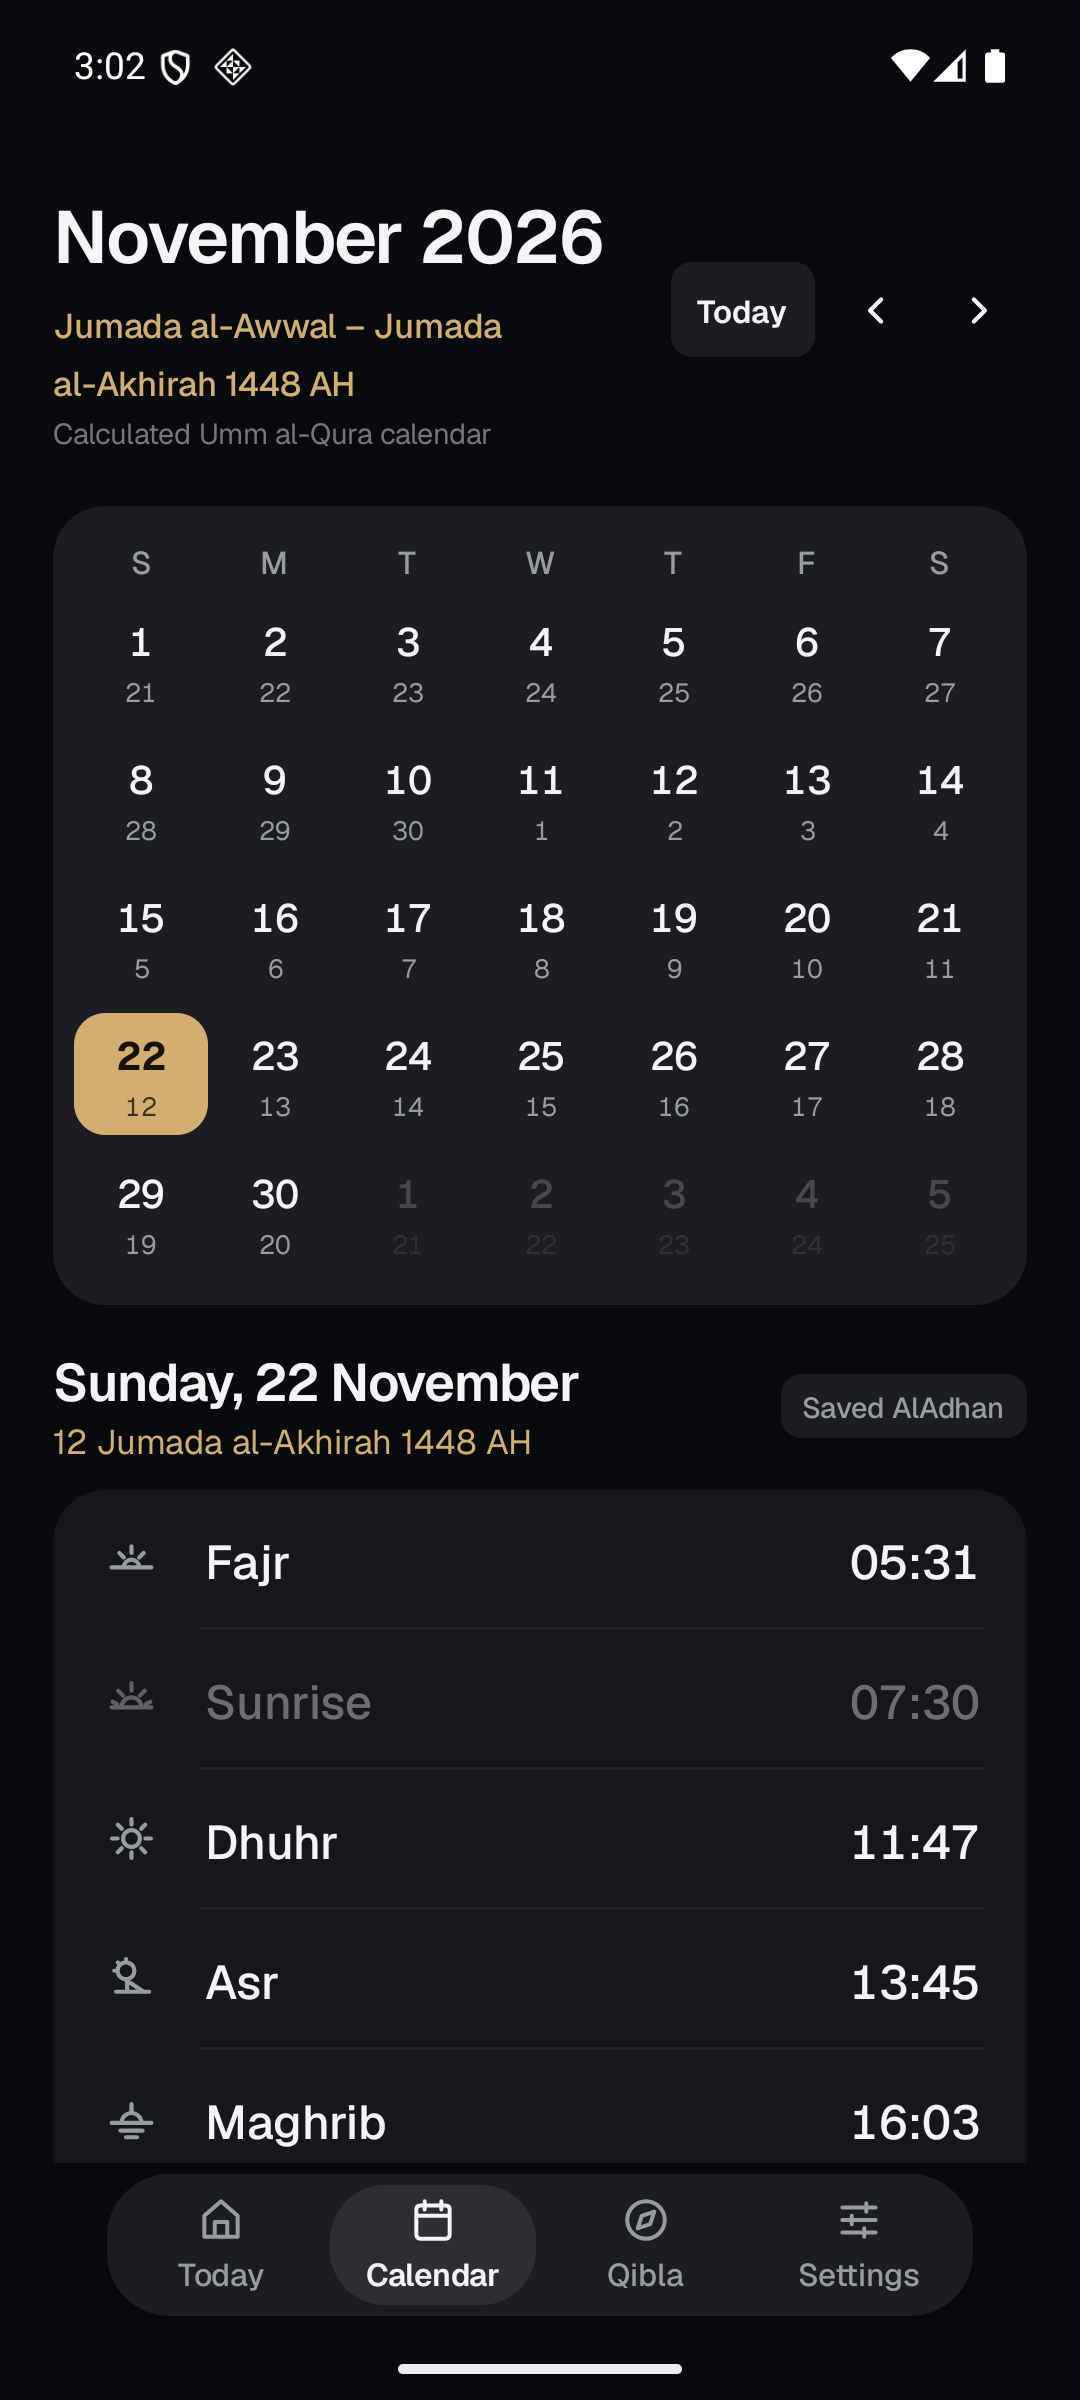 3:02
November 2026
Jumada al-Awwal – Jumada
al-Akhirah 1448 AH
Calculated Umm al-Qura calendar
Today
S M T W T F S
1 2 3 4 5 6 7
21 22 23 24 25 26 27
8 9 10 11 12 13 14
28 29 30 1 2 3 4
15 16 17 18 19 20 21
5 6 7 8 9 10 11
22 23 24 25 26 27 28
12 13 14 15 16 17 18
29 30 1 2 3 4 5
19 20 21 22 23 24 25
Sunday, 22 November
12 Jumada al-Akhirah 1448 AH
Saved AlAdhan
Fajr 05:31
Sunrise 07:30
Dhuhr 11:47
Asr 13:45
Maghrib 16:03
Today Calendar Qibla Settings